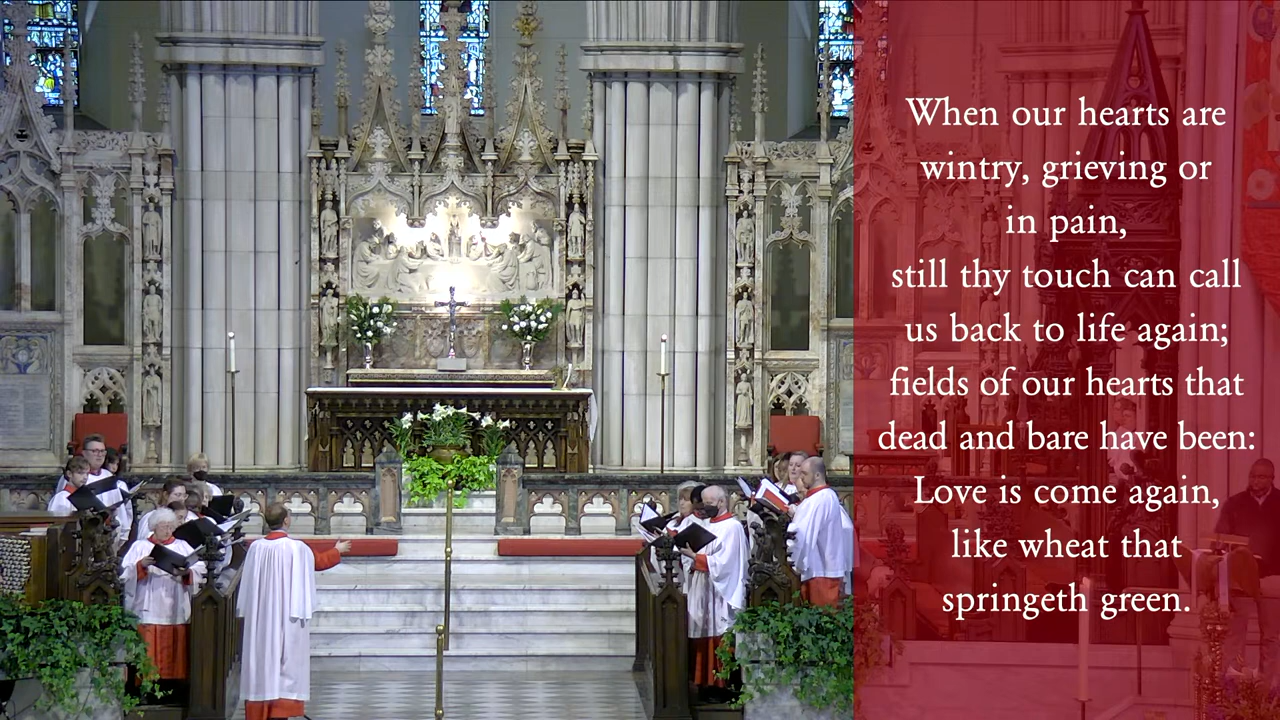 When our hearts are
wintry, grieving or
in pain,
still thy touch can call
us back to life again;
fields of our hearts that
dead and bare have been:
Love is come again,
like wheat that
springeth green.